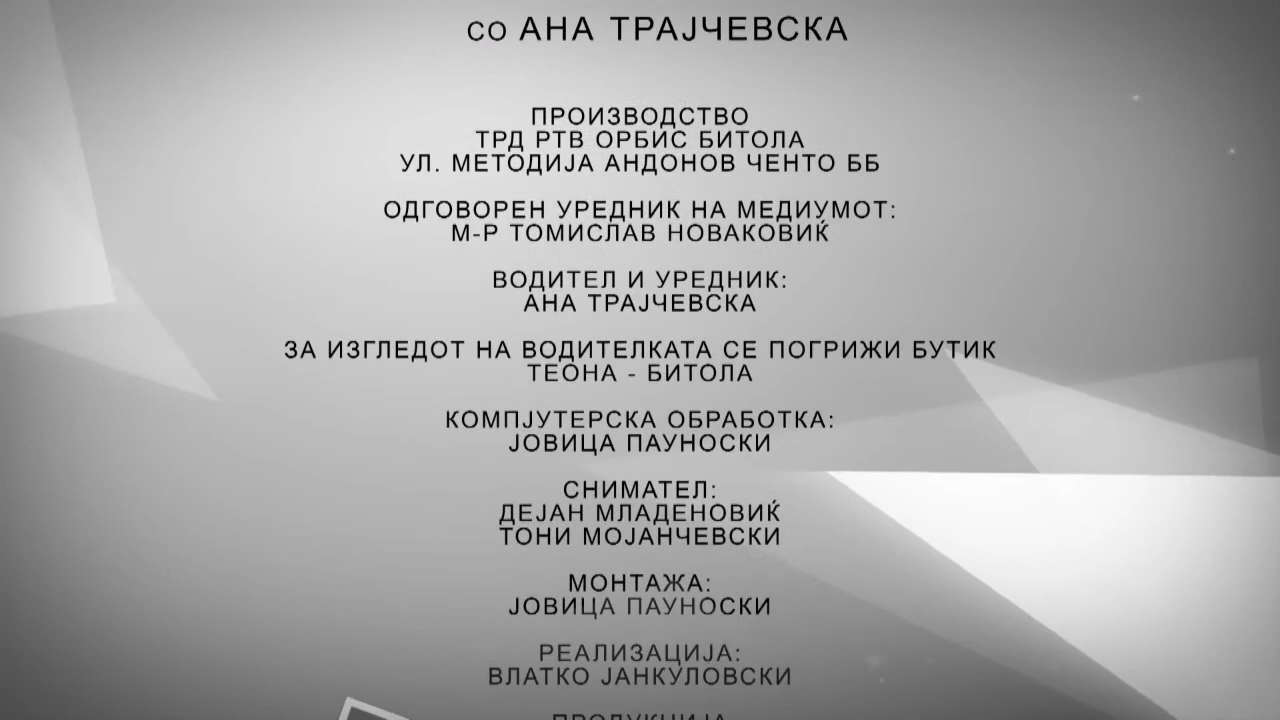 СО АНА ТРАЈЧЕВСКА
ПРОИЗВОДСТВО
ТРД РТВ ОРБИС БИТОЛА
УЛ. МЕТОДИЈА АНДОНОВ ЧЕНТО ББ
ОДГОВОРЕН УРЕДНИК НА МЕДИУМОТ:
М-Р ТОМИСЛАВ НОВАКОВИЌ
ВОДИТЕЛ И УРЕДНИК:
АНА ТРАЈЧЕВСКА
ЗА ИЗГЛЕДОТ НА ВОДИТЕЛКАТА СЕ ПОГРИЖИ БУТИК
ТЕОНА - БИТОЛА
КОМПЈУТЕРСКА ОБРАБОТКА:
ЈОВИЦА ПАУНОСКИ
СНИМАТЕЛ:
ДЕЈАН МЛАДЕНОВИЌ
ТОНИ МОЈАНЧЕВСКИ
МОНТАЖА:
ЈОВИЦА ПАУНОСКИ
РЕАЛИЗАЦИЈА:
ВЛАТКО ЈАНКУЛОВСКИ